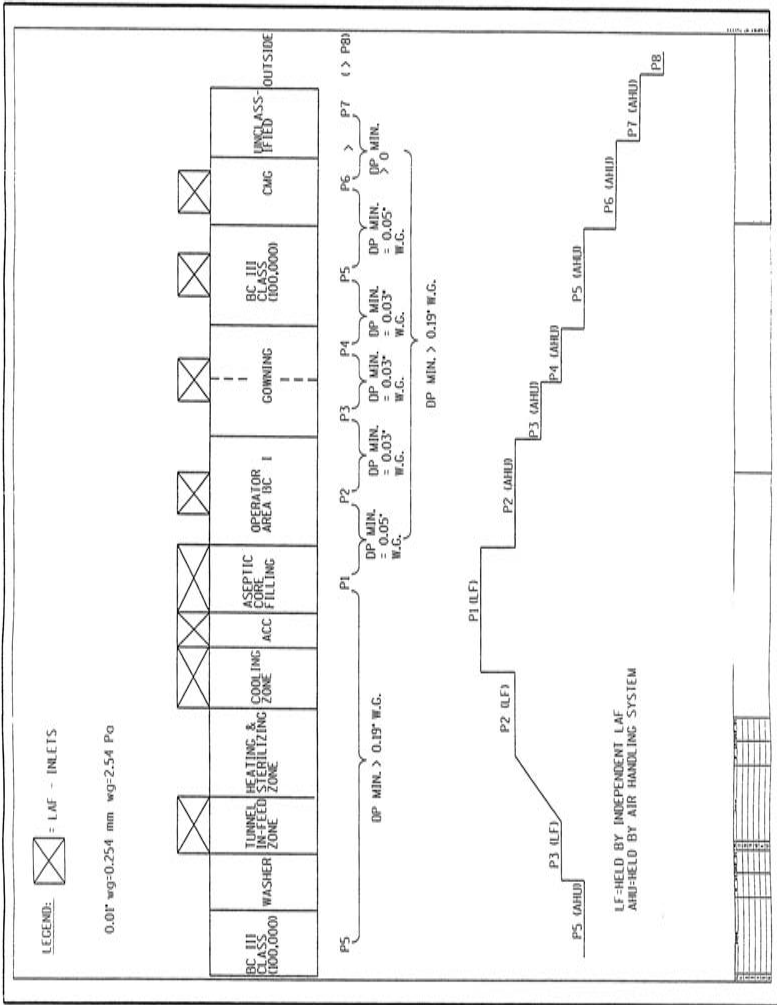 LEGEND:
= LAF - INLETS
0.01" wg=0.254 mm wg=2.54 Pa
BC III
CLASS
(100,000)
WASHER
TUNNEL
IN-FEED
ZONE
HEATING &
STERILIZING
ZONE
COOLING
ZONE
ACC
ASEPTIC
CORE
FILLING
OPERATOR
AREA BC I
GOWNING
BC III
CLASS
(100,000)
CMG
UNCLASS-
IFIED
OUTSIDE
P5
P1
P2
P3
P4
P5
P6
>
P7
( > P8)
DP MIN. > 0.19" W.G.
DP MIN.
= 0.05"
W.G.
DP MIN.
= 0.03"
W.G.
DP MIN.
= 0.03"
W.G.
DP MIN.
= 0.03"
W.G.
DP MIN.
= 0.05"
W.G.
DP MIN.
> 0
DP MIN. > 0.19" W.G.
P5 (AHU)
P3 (LF)
P2 (LF)
P1 (LF)
P2 (AHU)
P3 (AHU)
P4 (AHU)
P5 (AHU)
P6 (AHU)
P7 (AHU)
P8
LF=HELD BY INDEPENDENT LAF
AHU=HELD BY AIR HANDLING SYSTEM